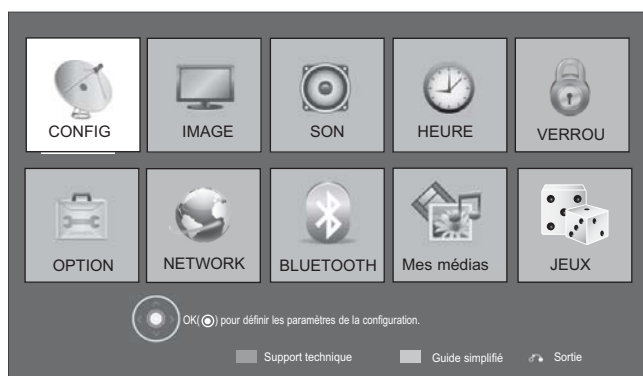 CONFIG IMAGE SON HEURE VERROU
OPTION NETWORK BLUETOOTH Mes médias JEUX
OK(◉) pour définir les paramètres de la configuration.
Support technique Guide simplifié Sortie